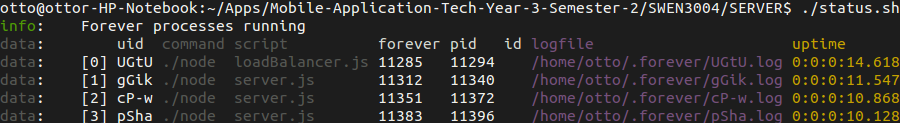 otto@ottor-HP-Notebook:~/Apps/Mobile-Application-Tech-Year-3-Semester-2/SWEN3004/SERVER$ ./status.sh
info:    Forever processes running
data:        uid  command script          forever pid   id logfile                        uptime
data:    [0] UGtU ./node  loadBalancer.js 11285   11294    /home/otto/.forever/UGtU.log 0:0:0:14.618
data:    [1] gGik ./node  server.js       11312   11340    /home/otto/.forever/gGik.log 0:0:0:11.547
data:    [2] cP-w ./node  server.js       11351   11372    /home/otto/.forever/cP-w.log 0:0:0:10.868
data:    [3] pSha ./node  server.js       11383   11396    /home/otto/.forever/pSha.log 0:0:0:10.128